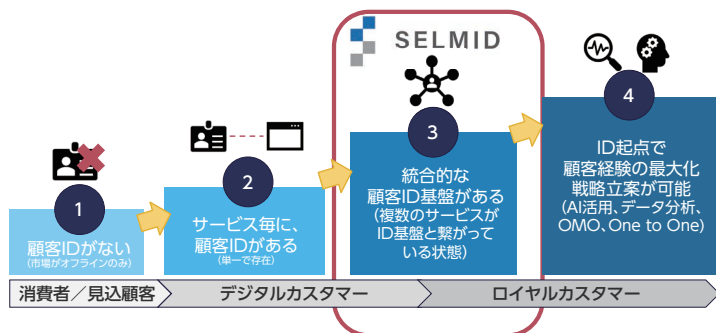 SELMID
1
顧客IDがない
(市場がオフラインのみ)
2
サービス毎に、
顧客IDがある
(単一で存在)
3
統合的な
顧客ID基盤がある
(複数のサービスが
ID基盤と繋がって
いる状態)
4
ID起点で
顧客経験の最大化
戦略立案が可能
(AI活用、データ分析、
OMO、One to One)
消費者／見込顧客
デジタルカスタマー
ロイヤルカスタマー